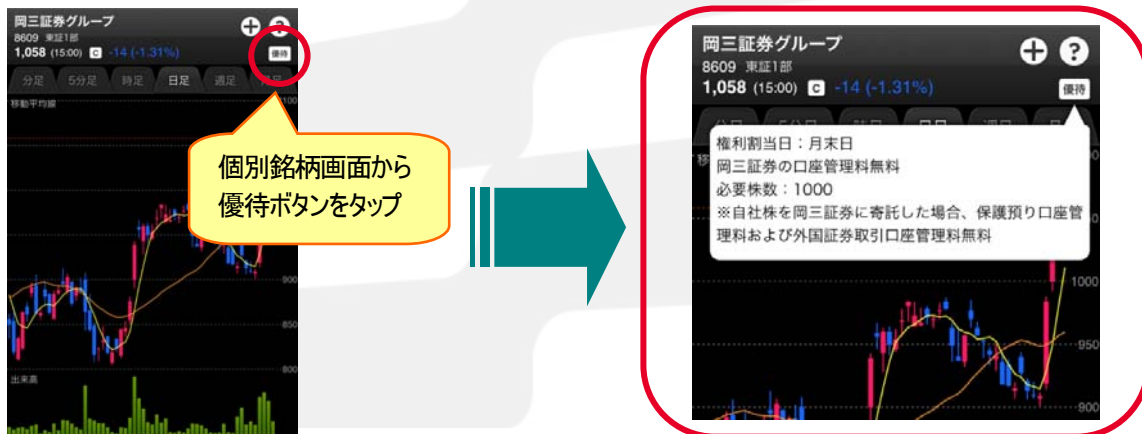 岡三証券グループ
8609 東証1部
1,058 (15:00) C -14 (-1.31%)
優待
分足 5分足 時足 日足 週足
移動平均線
900
850
800
出来高
個別銘柄画面から
優待ボタンをタップ
岡三証券グループ
8609 東証1部
1,058 (15:00) C -14 (-1.31%)
優待
権利割当日：月末日
岡三証券の口座管理料無料
必要株数：1000
※自社株を岡三証券に寄託した場合、保護預り口座管
理料および外国証券取引口座管理料無料
1000
950
900